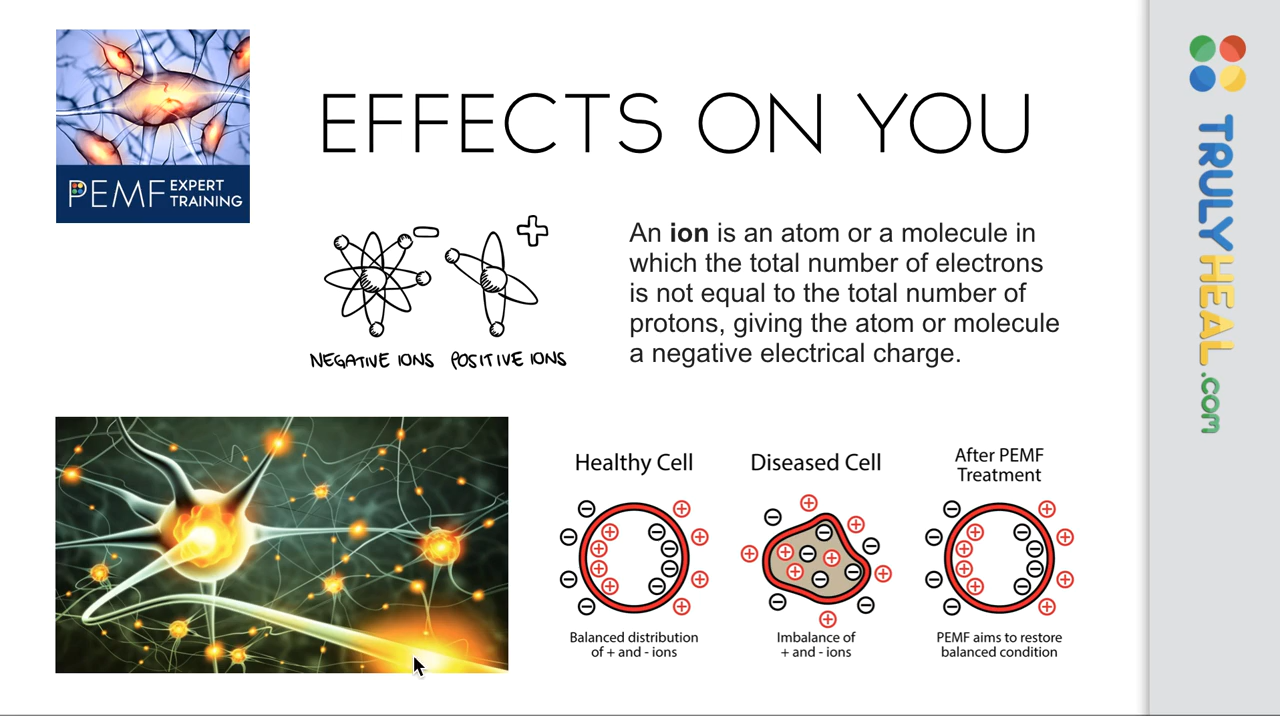 PEMF EXPERT
TRAINING
EFFECTS ON YOU
NEGATIVE IONS POSITIVE IONS
An ion is an atom or a molecule in
which the total number of electrons
is not equal to the total number of
protons, giving the atom or molecule
a negative electrical charge.
Healthy Cell
Balanced distribution
of + and - ions
Diseased Cell
Imbalance of
+ and - ions
After PEMF
Treatment
PEMF aims to restore
balanced condition
TRULYHEAL.com